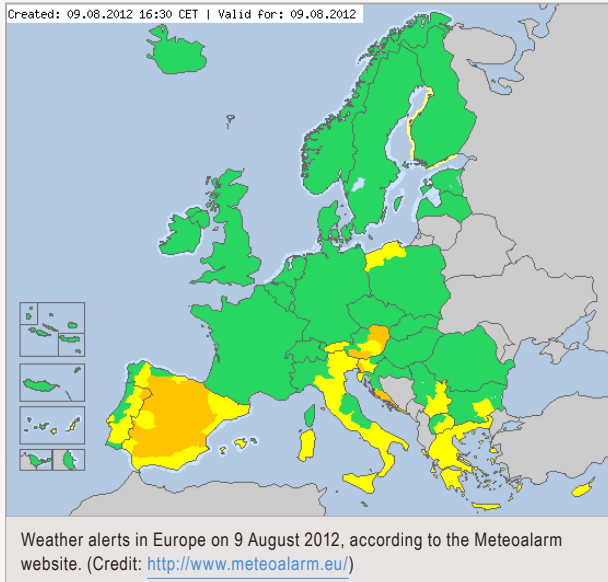 Created: 09.08.2012 16:30 CET | Valid for: 09.08.2012
Weather alerts in Europe on 9 August 2012, according to the Meteoalarm
website. (Credit: http://www.meteoalarm.eu/)